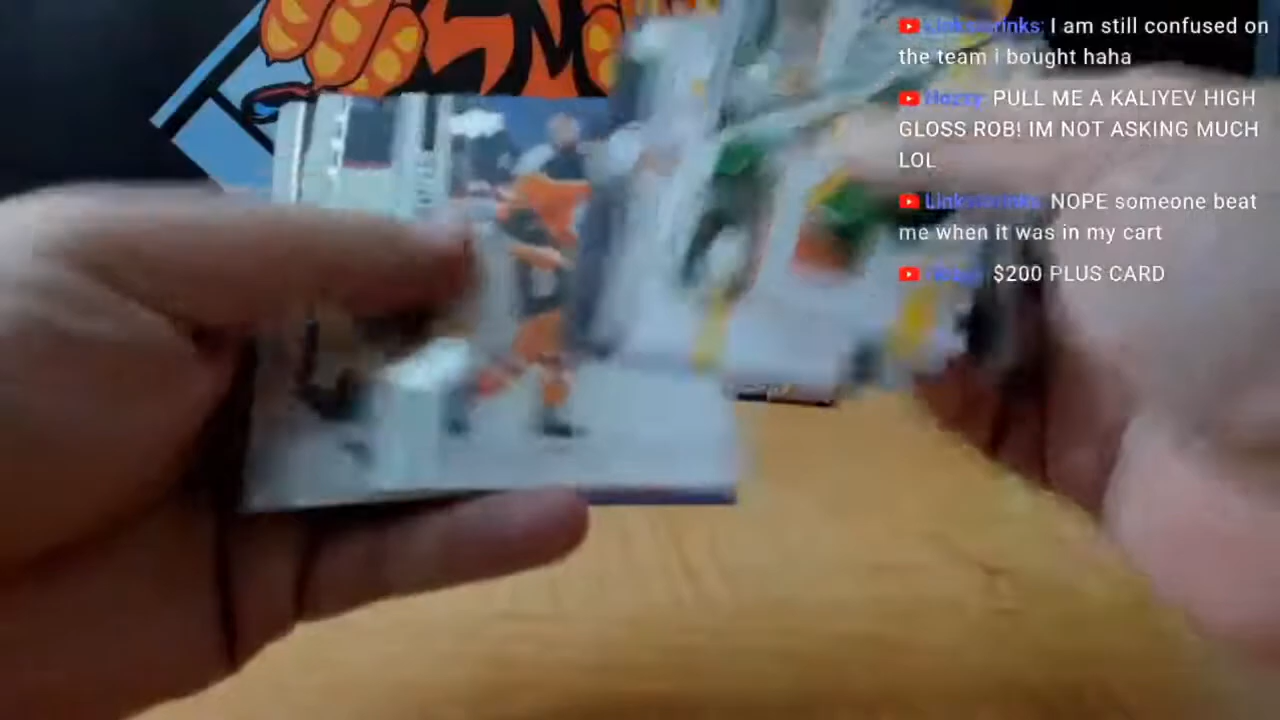 I am still confused on
the team i bought haha
PULL ME A KALIYEV HIGH
GLOSS ROB! IM NOT ASKING MUCH
LOL
NOPE someone beat
me when it was in my cart
$200 PLUS CARD